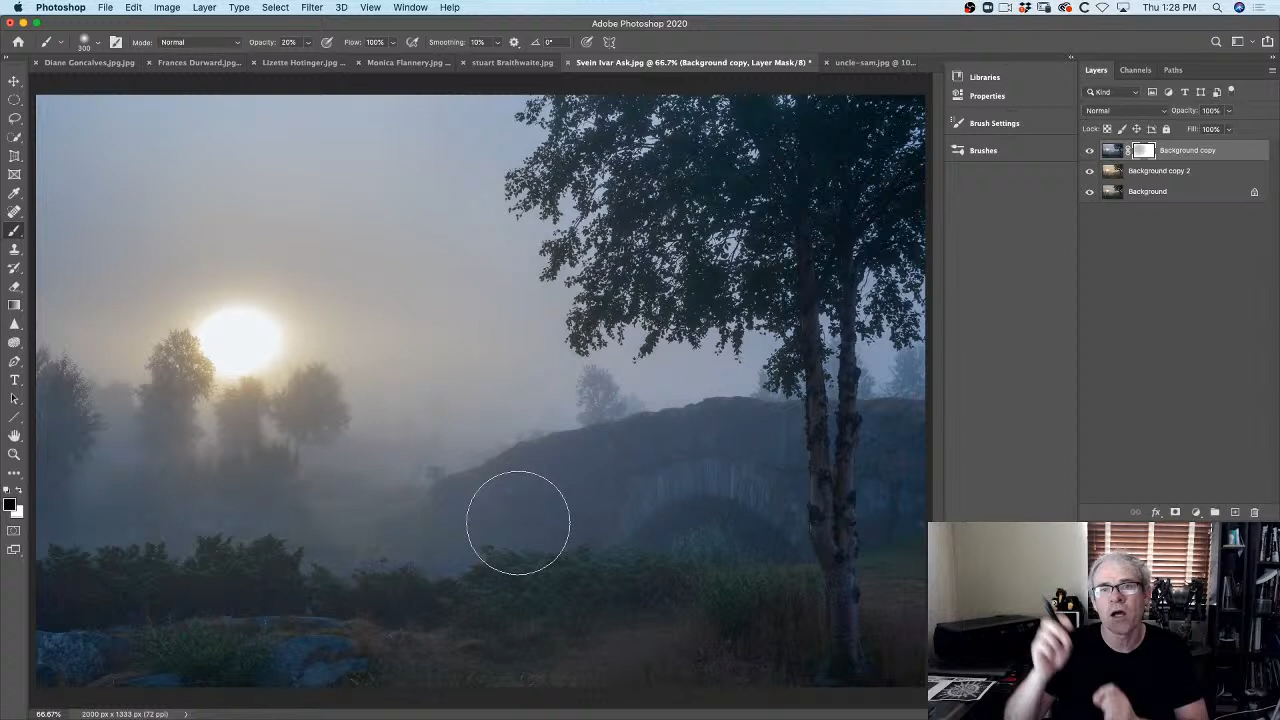 Photoshop File Edit Image Layer Type Select Filter 3D View Window Help Thu 1:28 PM
Adobe Photoshop 2020
300 Mode: Normal Opacity: 20% Flow: 100% Smoothing: 10% 0°
Diane Goncalves.jpg.jpg Frances Durward.jpg... Lizette Hotinger.jpg ... Monica Flannery.jpg ... stuart Braithwaite.jpg Svein Ivar Ask.jpg @ 66.7% (Background copy, Layer Mask/8) * uncle-sam.jpg @ 10...
Libraries
Properties
Brush Settings
Brushes
Layers Channels Paths
Kind
Normal Opacity: 100%
Lock: Fill: 100%
Background copy
Background copy 2
Background
66.67% 2000 px x 1333 px (72 ppi)